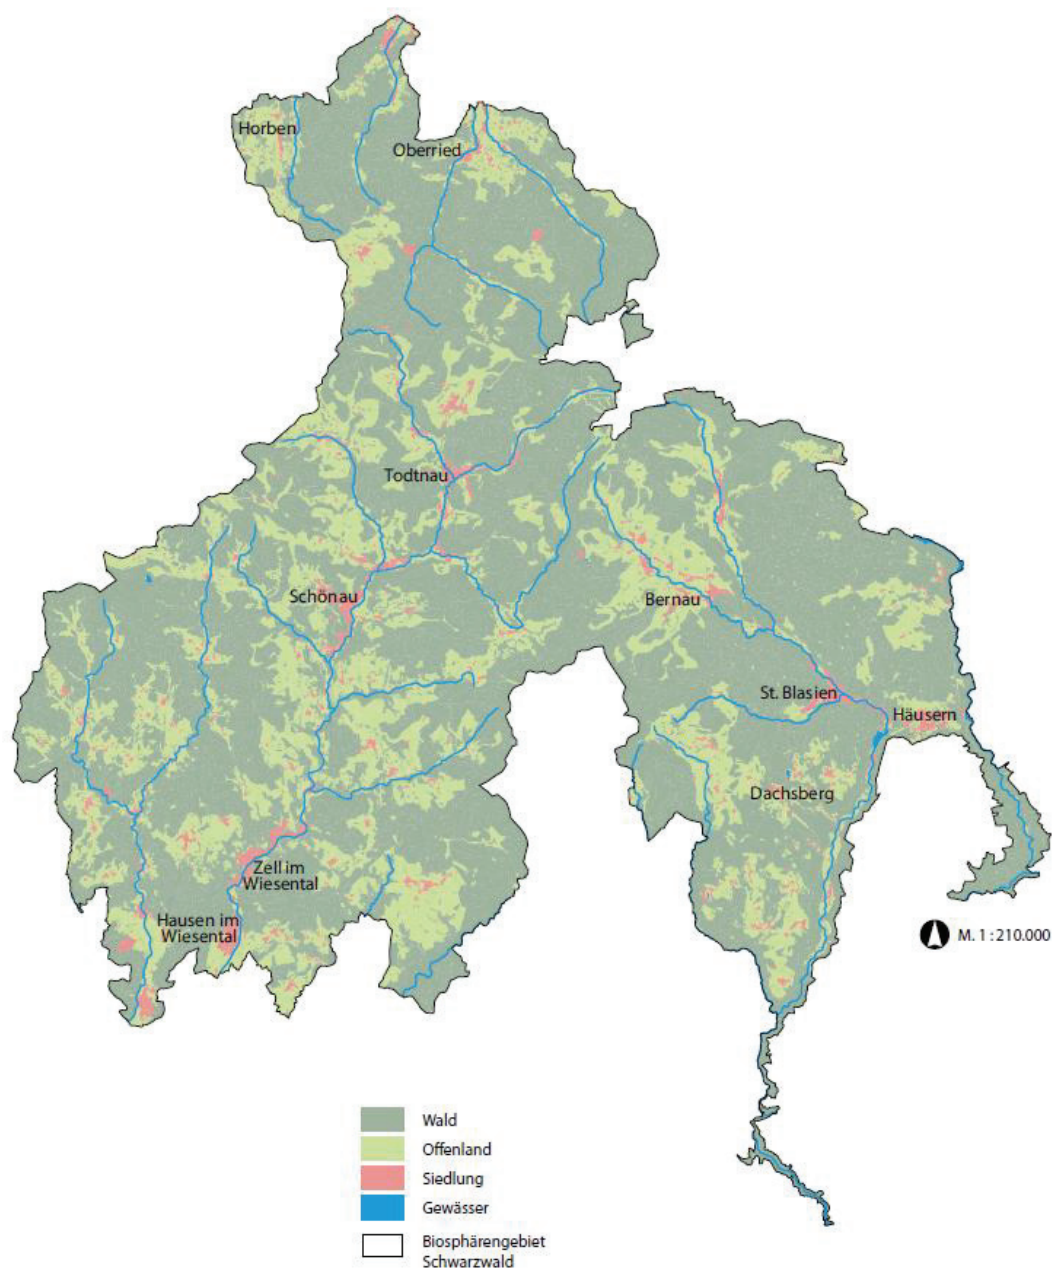 Horben
Oberried
Todtnau
Schönau
Bernau
St. Blasien
Häusern
Dachsberg
Zell im
Wiesental
Hausen im
Wiesental
M. 1 : 210.000
Wald
Offenland
Siedlung
Gewässer
Biosphärengebiet
Schwarzwald